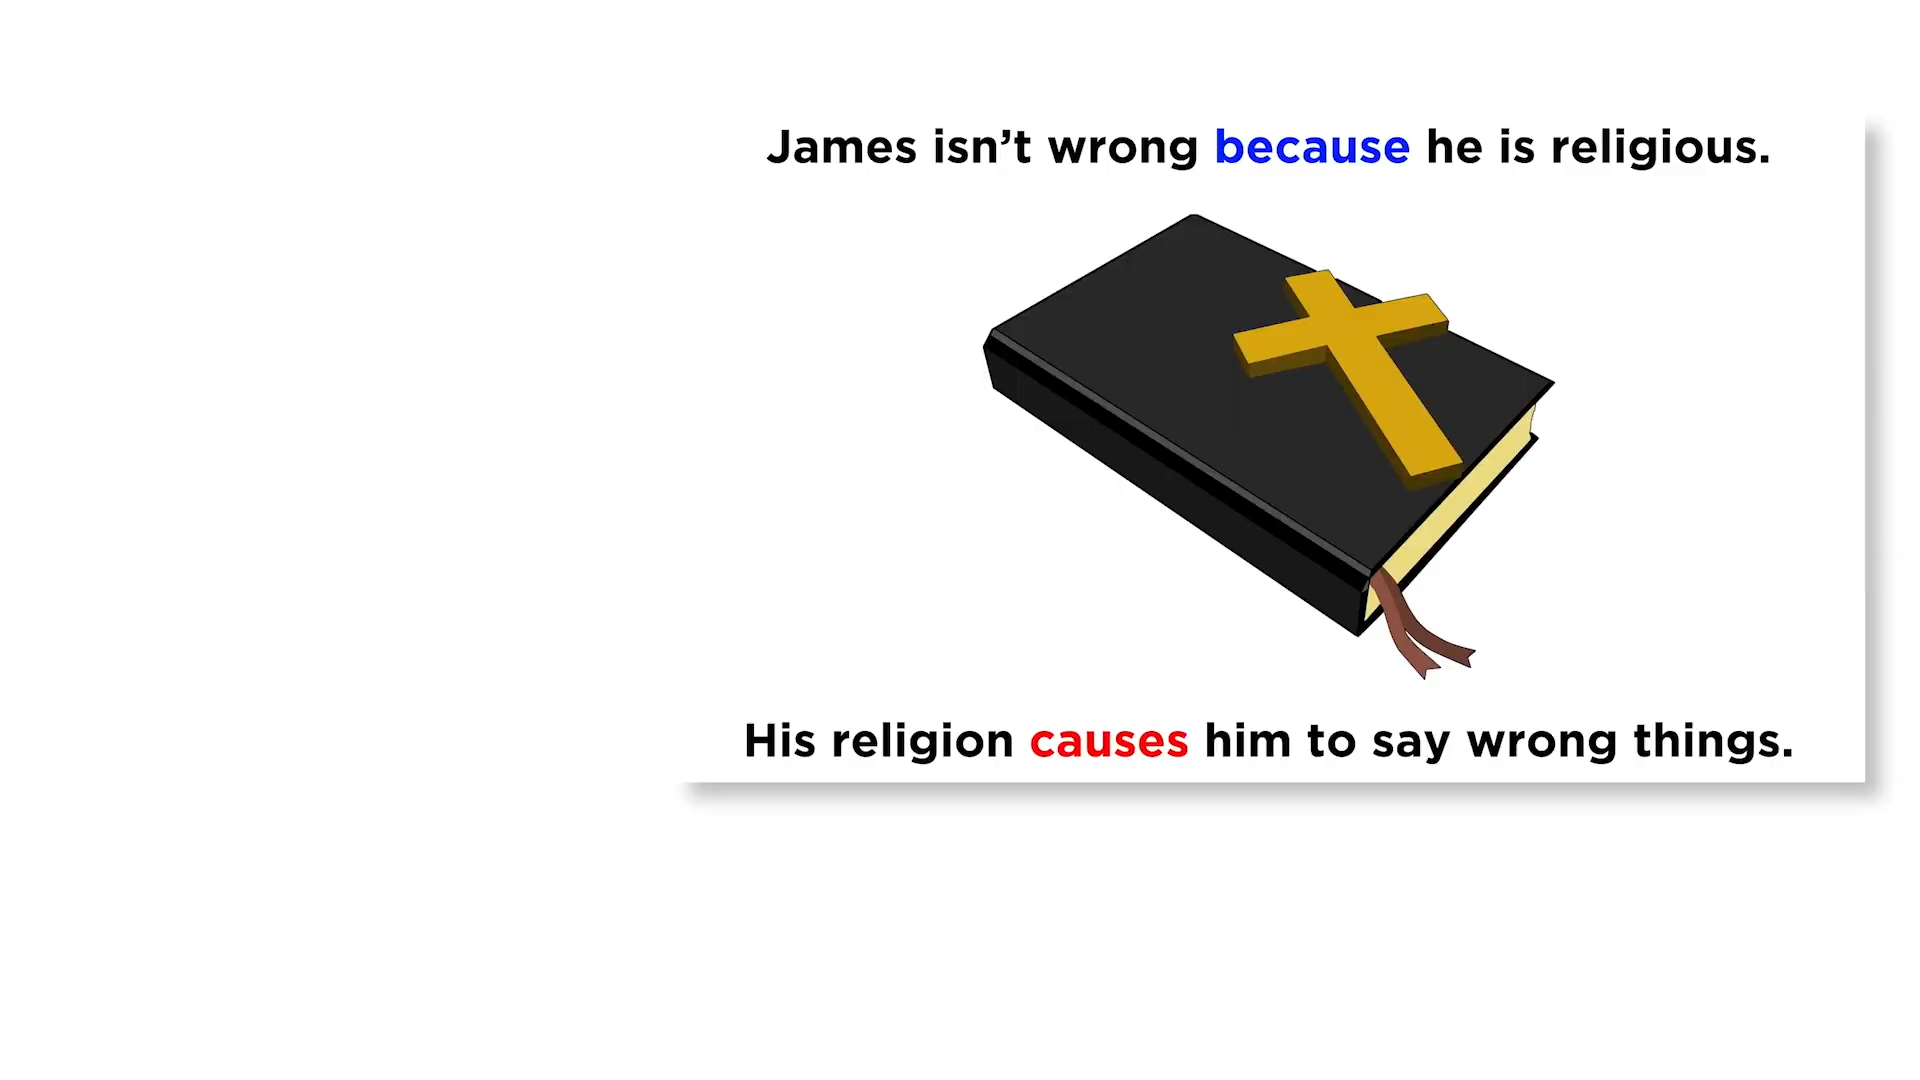 James isn’t wrong because he is religious.
His religion causes him to say wrong things.